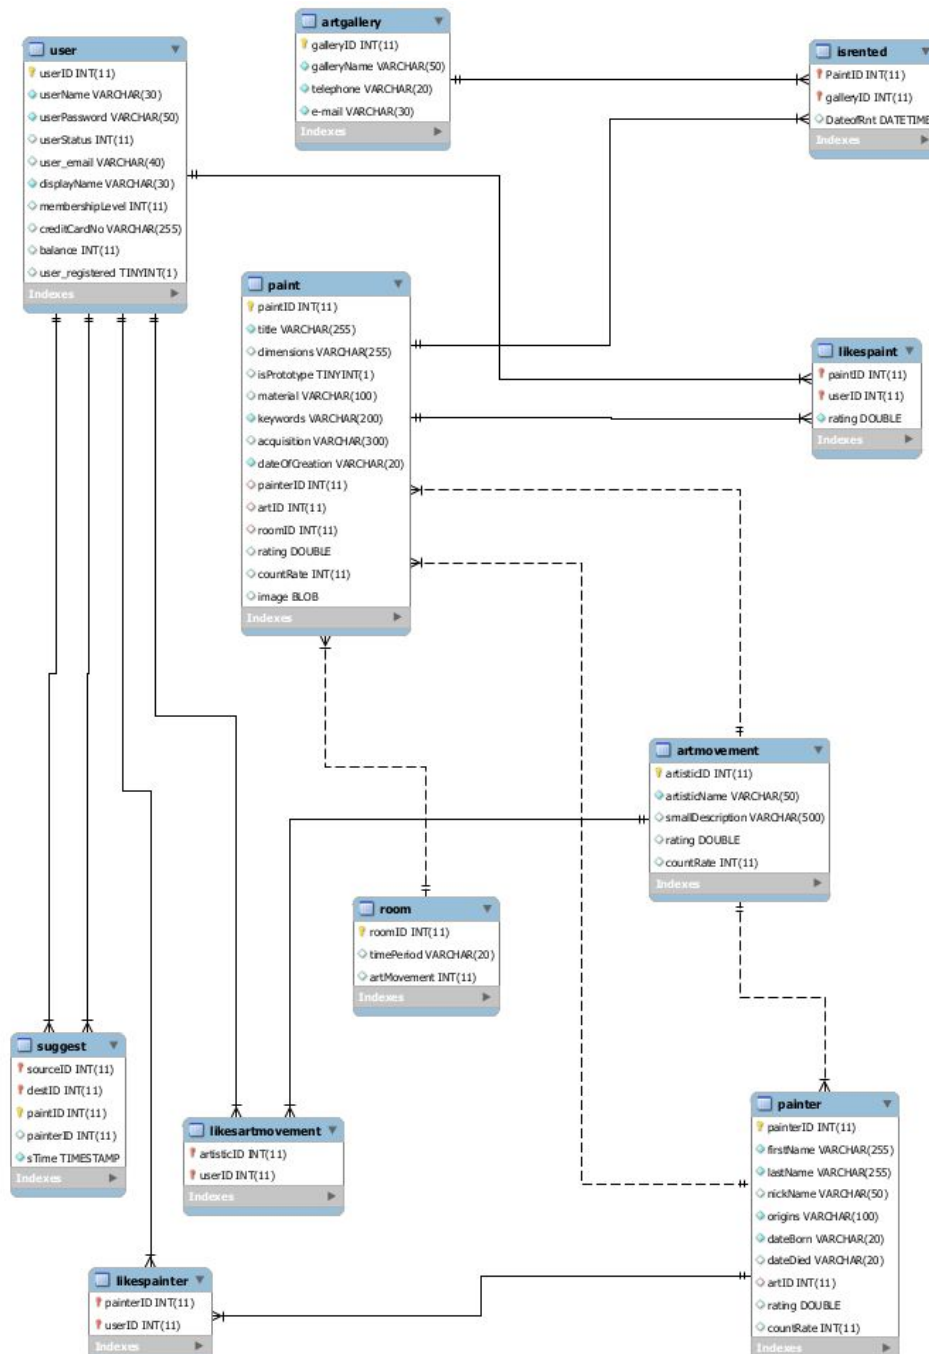 artgallery
galleryID INT(11)
galleryName VARCHAR(50)
telephone VARCHAR(20)
e-mail VARCHAR(30)
Indexes
user
userID INT(11)
userName VARCHAR(30)
userPassword VARCHAR(50)
userStatus INT(11)
user_email VARCHAR(40)
displayName VARCHAR(30)
membershipLevel INT(11)
creditCardNo VARCHAR(255)
balance INT(11)
user_registered TINYINT(1)
Indexes
isrented
PaintID INT(11)
galleryID INT(11)
DateofRnt DATETIME
Indexes
paint
paintID INT(11)
title VARCHAR(255)
dimensions VARCHAR(255)
isPrototype TINYINT(1)
material VARCHAR(100)
keywords VARCHAR(200)
acquisition VARCHAR(300)
dateOfCreation VARCHAR(20)
painterID INT(11)
artID INT(11)
roomID INT(11)
rating DOUBLE
countRate INT(11)
image BLOB
Indexes
likespaint
paintID INT(11)
userID INT(11)
rating DOUBLE
Indexes
artmovement
artisticID INT(11)
artisticName VARCHAR(50)
smallDescription VARCHAR(500)
rating DOUBLE
countRate INT(11)
Indexes
room
roomID INT(11)
timePeriod VARCHAR(20)
artMovement INT(11)
Indexes
suggest
sourceID INT(11)
destID INT(11)
paintID INT(11)
painterID INT(11)
sTime TIMESTAMP
Indexes
likesartmovement
artisticID INT(11)
userID INT(11)
Indexes
painter
painterID INT(11)
firstName VARCHAR(255)
lastName VARCHAR(255)
nickName VARCHAR(50)
origins VARCHAR(100)
dateBorn VARCHAR(20)
dateDied VARCHAR(20)
artID INT(11)
rating DOUBLE
countRate INT(11)
Indexes
likespainter
painterID INT(11)
userID INT(11)
Indexes